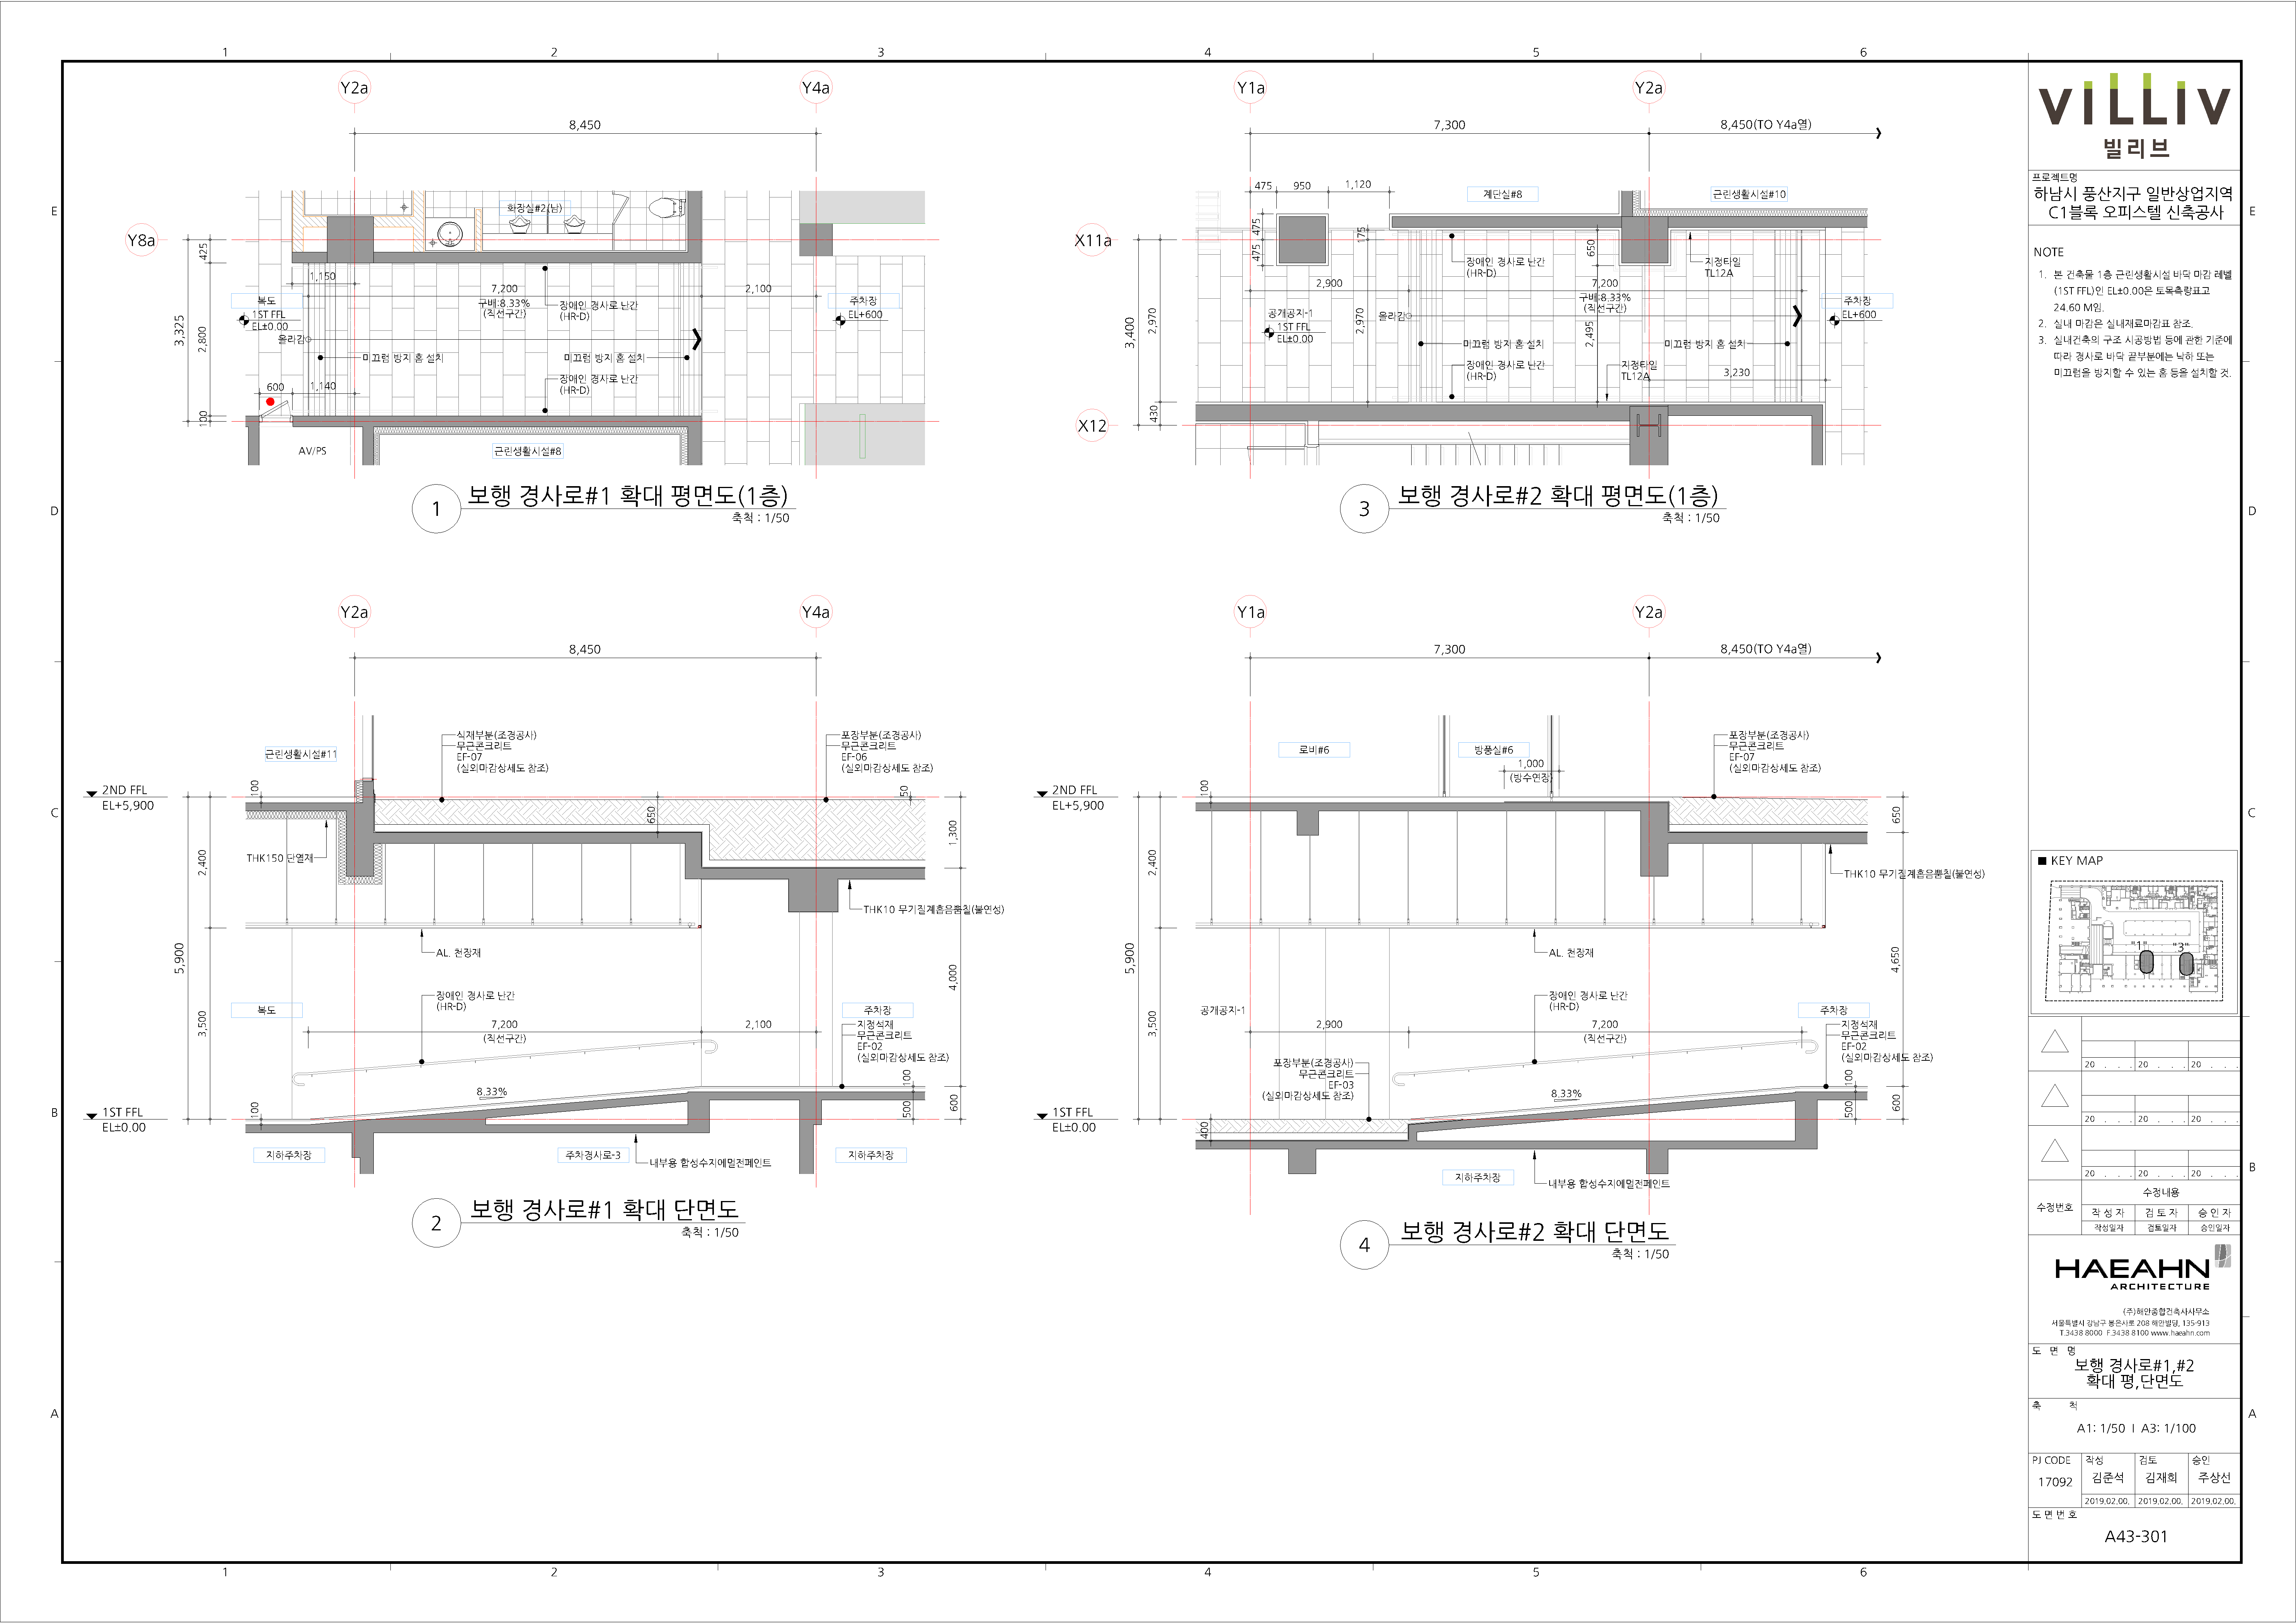 1
2
3
4
5
6
E
D
C
B
A
Y2a
Y4a
8,450
Y8a
425
3,325
2,800
100
화장실#2(남)
1,150
7,200
2,100
구배:8.33%
(직선구간)
장애인 경사로 난간
(HR-D)
복도
1ST FFL
EL±0.00
올라감
주차장
EL+600
미끄럼 방지 홈 설치
미끄럼 방지 홈 설치
장애인 경사로 난간
(HR-D)
600
1,140
AV/PS
근린생활시설#8
1
보행 경사로#1 확대 평면도(1층)
축척 : 1/50
Y1a
Y2a
7,300
8,450(TO Y4a열)
475
950
1,120
계단실#8
근린생활시설#10
X11a
475
475
175
650
장애인 경사로 난간
(HR-D)
지정타일
TL12A
2,900
7,200
구배:8.33%
(직선구간)
주차장
EL+600
공개공지-1
1ST FFL
EL±0.00
올라감
3,400
2,970
2,970
2,495
미끄럼 방지 홈 설치
미끄럼 방지 홈 설치
장애인 경사로 난간
(HR-D)
지정타일
TL12A
3,230
430
X12
3
보행 경사로#2 확대 평면도(1층)
축척 : 1/50
Y2a
Y4a
8,450
근린생활시설#11
식재부분(조경공사)
무근콘크리트
EF-07
(실외마감상세도 참조)
포장부분(조경공사)
무근콘크리트
EF-06
(실외마감상세도 참조)
2ND FFL
EL+5,900
100
650
50
1,300
THK150 단열재
2,400
THK10 무기질계흡음뿜칠(불연성)
AL. 천장재
5,900
4,000
장애인 경사로 난간
(HR-D)
복도
3,500
7,200
(직선구간)
2,100
주차장
지정석재
무근콘크리트
EF-02
(실외마감상세도 참조)
8.33%
100
500
600
1ST FFL
EL±0.00
100
지하주차장
주차경사로-3
지하주차장
내부용 합성수지에멀전페인트
2
보행 경사로#1 확대 단면도
축척 : 1/50
Y1a
Y2a
7,300
8,450(TO Y4a열)
로비#6
방풍실#6
1,000
(방수연장)
포장부분(조경공사)
무근콘크리트
EF-07
(실외마감상세도 참조)
2ND FFL
EL+5,900
100
650
2,400
THK10 무기질계흡음뿜칠(불연성)
AL. 천장재
5,900
4,650
장애인 경사로 난간
(HR-D)
공개공지-1
3,500
2,900
7,200
(직선구간)
주차장
지정석재
무근콘크리트
EF-02
(실외마감상세도 참조)
포장부분(조경공사)
무근콘크리트
EF-03
(실외마감상세도 참조)
8.33%
100
500
600
1ST FFL
EL±0.00
400
지하주차장
내부용 합성수지에멀전페인트
4
보행 경사로#2 확대 단면도
축척 : 1/50
VILLIV
빌리브
프로젝트명
하남시 풍산지구 일반상업지역
C1블록 오피스텔 신축공사
NOTE
1. 본 건축물 1층 근린생활시설 바닥 마감 레벨
(1ST FFL)인 EL±0.00은 토목측량표고
24.60 M임.
2. 실내 마감은 실내재료마감표 참조.
3. 실내건축의 구조 시공방법 등에 관한 기준에
따라 경사로 바닥 끝부분에는 낙하 또는
미끄럼을 방지할 수 있는 홈 등을 설치할 것.
■ KEY MAP
"1"
"3"
20 . . . 20 . . . 20 . . .
20 . . . 20 . . . 20 . . .
20 . . . 20 . . . 20 . . .
수정번호
수정내용
작 성 자 검 토 자 승 인 자
작성일자 검토일자 승인일자
HAEAHN
ARCHITECTURE
(주)해안종합건축사사무소
서울특별시 강남구 봉은사로 208 해안빌딩, 135-913
T.3438 8000 F.3438 8100 www.haeahn.com
도 면 명
보행 경사로#1,#2
확대 평,단면도
축 척
A1: 1/50 I A3: 1/100
PJ CODE 작성 검토 승인
17092 김준석 김재희 주상선
2019.02.00. 2019.02.00. 2019.02.00.
도 면 번 호
A43-301
1
2
3
4
5
6
E
D
C
B
A